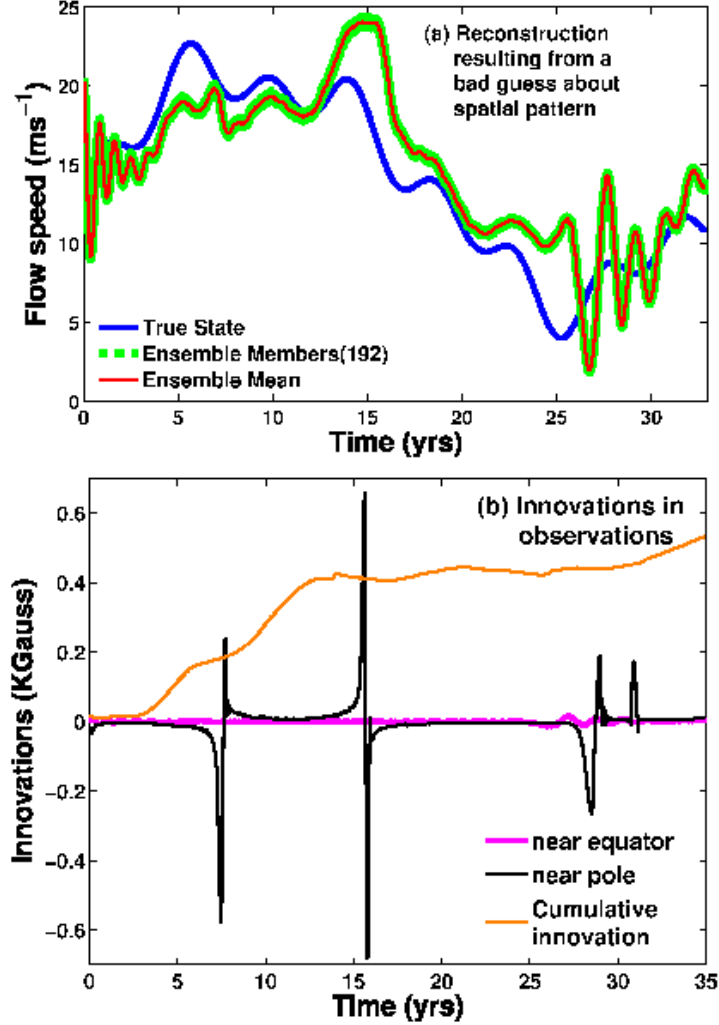 25
20
15
10
5
0
Flow speed (ms⁻¹)
(a) Reconstruction
resulting from a
bad guess about
spatial pattern
True State
Ensemble Members(192)
Ensemble Mean
0 5 10 15 20 25 30
Time (yrs)
0.6
0.4
0.2
0
-0.2
-0.4
-0.6
Innovations (KGauss)
(b) Innovations in
observations
near equator
near pole
Cumulative
innovation
0 5 10 15 20 25 30 35
Time (yrs)